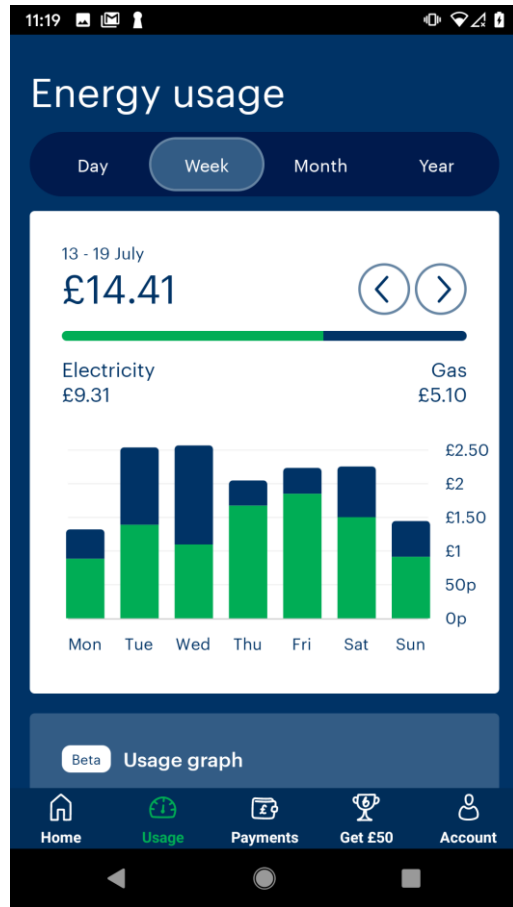 11:19
Energy usage
Day Week Month Year
13 - 19 July
£14.41
Electricity Gas
£9.31 £5.10
£2.50
£2
£1.50
£1
50p
0p
Mon Tue Wed Thu Fri Sat Sun
Beta Usage graph
Home Usage Payments Get £50 Account